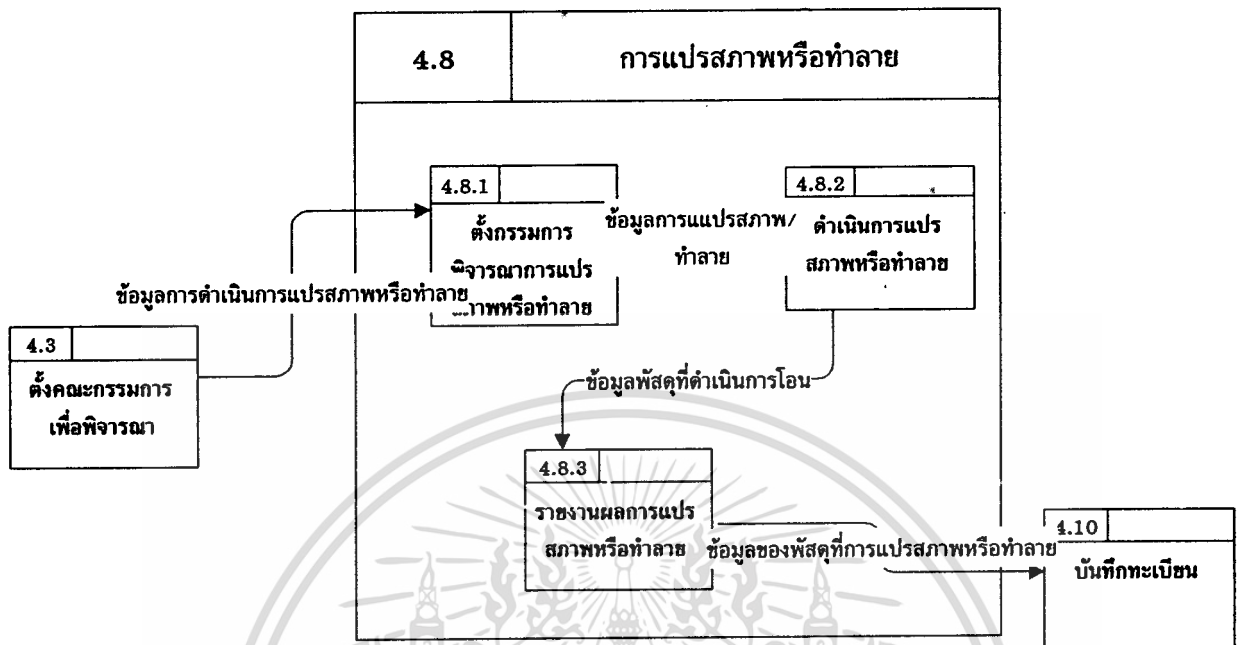 4.8
การแปรสภาพหรือทำลาย
4.8.1
ตั้งกรรมการ
พิจารณาการแปร
สภาพหรือทำลาย
ข้อมูลการแแปรสภาพ/
ทำลาย
4.8.2
ดำเนินการแปร
สภาพหรือทำลาย
ข้อมูลการดำเนินการแปรสภาพหรือทำลาย
4.3
ตั้งคณะกรรมการ
เพื่อพิจารณา
ข้อมูลพัสดุที่ดำเนินการโอน
4.8.3
รายงานผลการแปร
สภาพหรือทำลาย
ข้อมูลของพัสดุที่การแปรสภาพหรือทำลาย
4.10
บันทึกทะเบียน